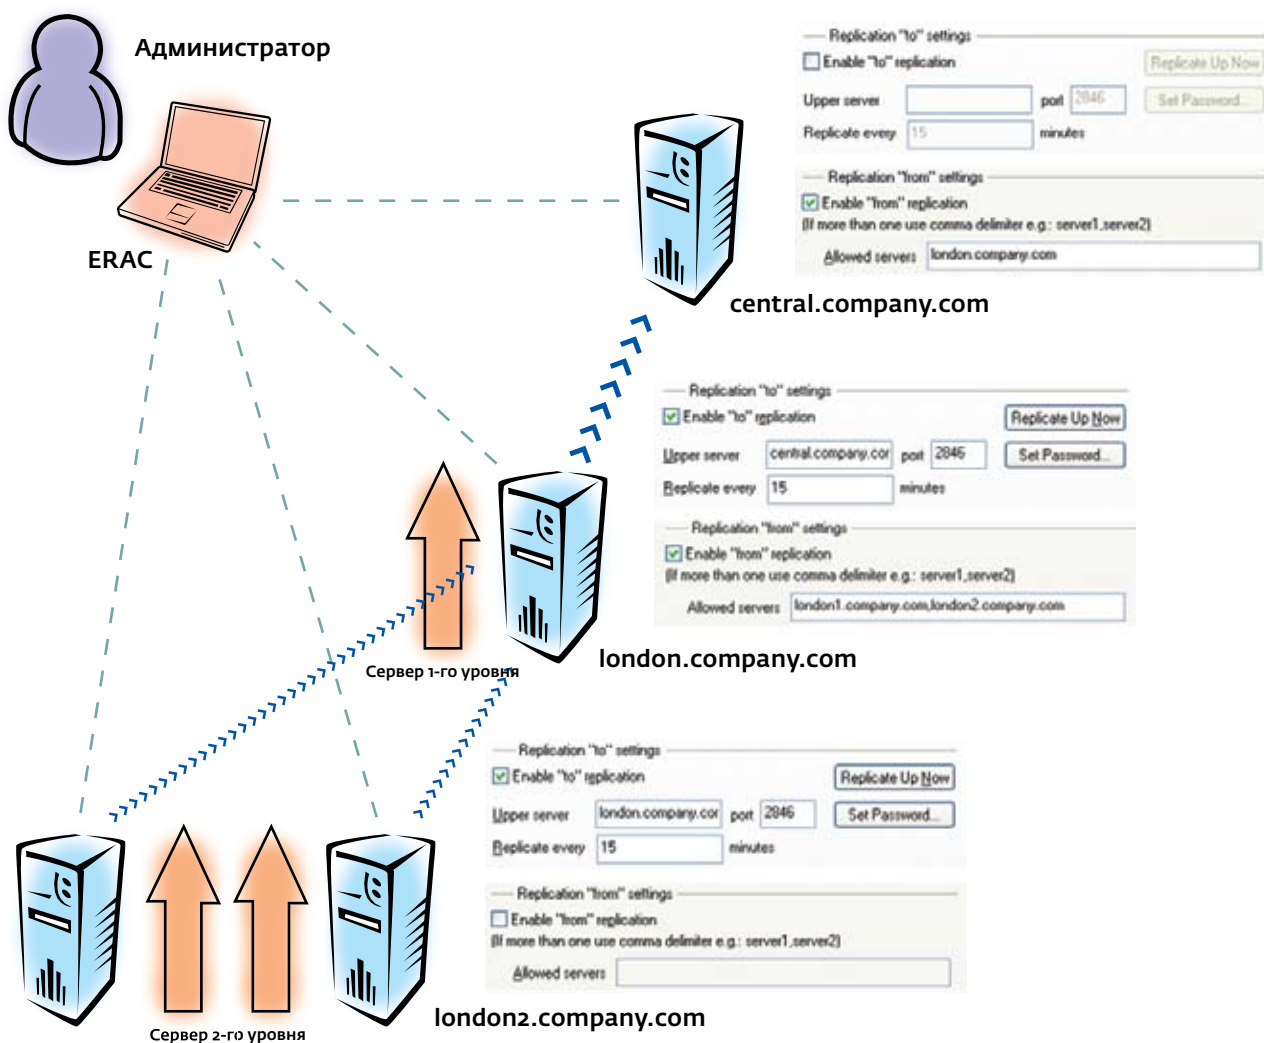 Администратор
ERAC
Replication "to" settings
Enable "to" replication
Replicate Up Now
Upper server
port 2846
Set Password...
Replicate every 15 minutes
Replication "from" settings
Enable "from" replication
(If more than one use comma delimiter e.g.: server1,server2)
Allowed servers london.company.com
central.company.com
Replication "to" settings
Enable "to" replication
Replicate Up Now
Upper server central.company.cor port 2846
Set Password...
Replicate every 15 minutes
Replication "from" settings
Enable "from" replication
(If more than one use comma delimiter e.g.: server1,server2)
Allowed servers london1.company.com,london2.company.com
london.company.com
Сервер 1-го уровня
Replication "to" settings
Enable "to" replication
Replicate Up Now
Upper server london.company.cor port 2846
Set Password...
Replicate every 15 minutes
Replication "from" settings
Enable "from" replication
(If more than one use comma delimiter e.g.: server1,server2)
Allowed servers
london2.company.com
Сервер 2-го уровня